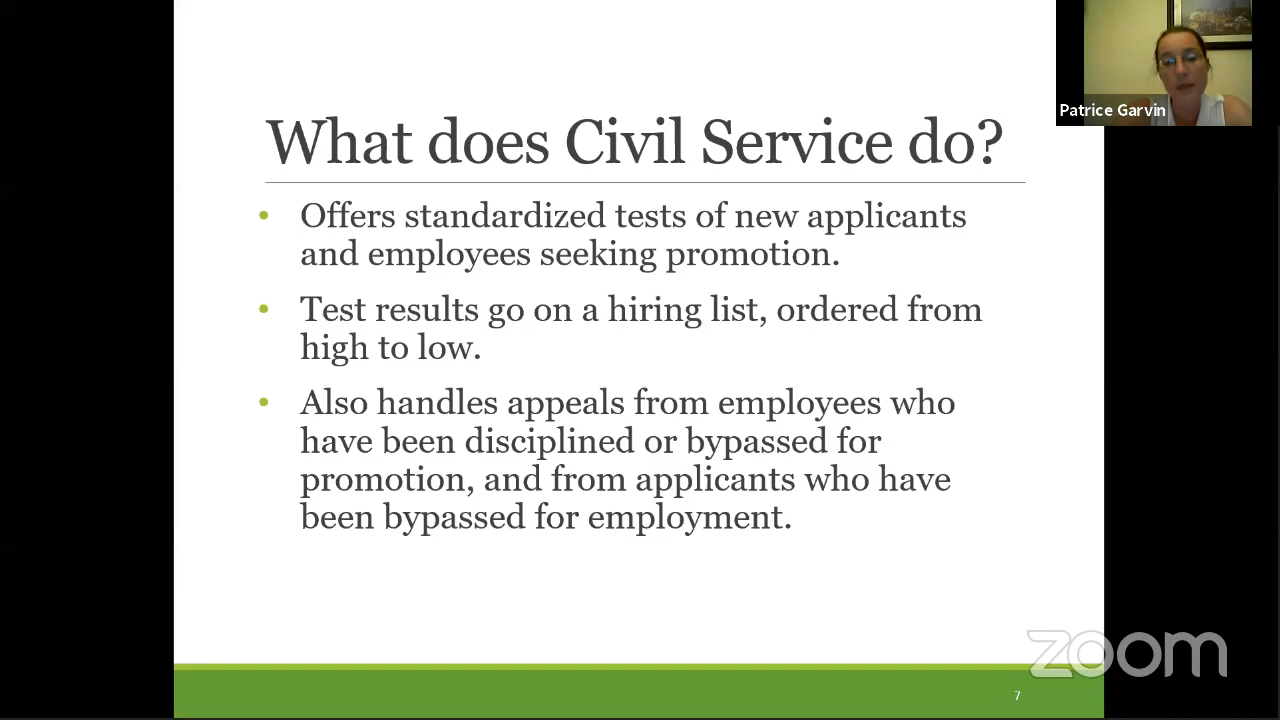 What does Civil Service do?
Patrice Garvin
• Offers standardized tests of new applicants
and employees seeking promotion.
• Test results go on a hiring list, ordered from
high to low.
• Also handles appeals from employees who
have been disciplined or bypassed for
promotion, and from applicants who have
been bypassed for employment.
zoom
7